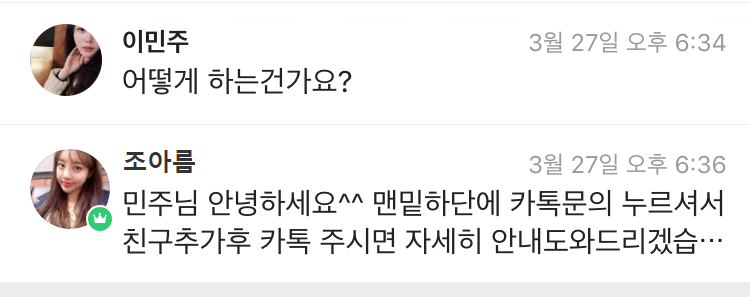 이민주
3월 27일 오후 6:34
어떻게 하는건가요?
조아름
3월 27일 오후 6:36
민주님 안녕하세요^^ 맨밑하단에 카톡문의 누르셔서
친구추가후 카톡 주시면 자세히 안내도와드리겠습…